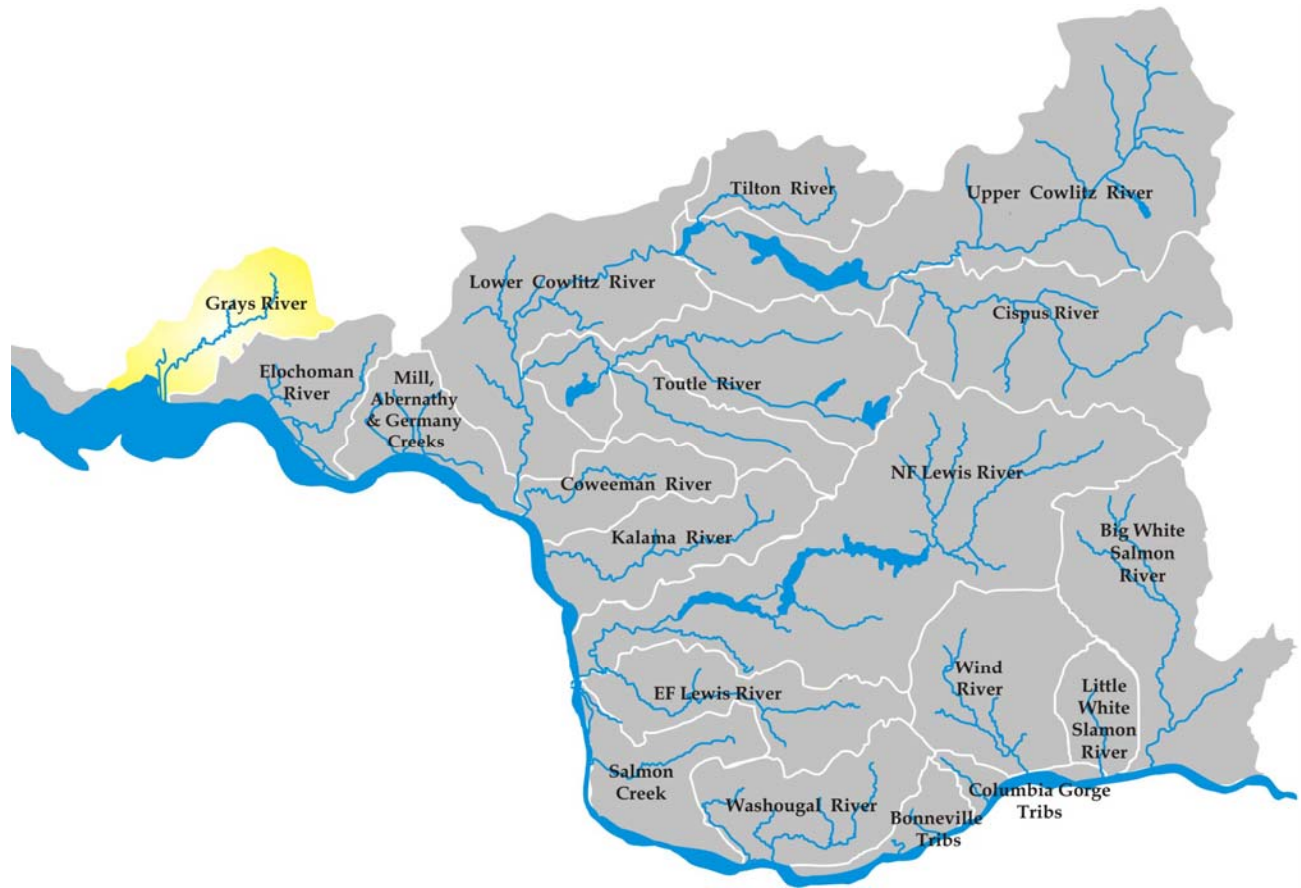 Tilton River
Upper Cowlitz River
Grays River
Lower Cowlitz River
Cispus River
Elochoman
River
Mill,
Abernathy
& Germany
Creeks
Toutle River
Coweeman River
NF Lewis River
Kalama River
Big White
Salmon
River
Wind
River
EF Lewis River
Little
White
Slamon
River
Salmon
Creek
Washougal River
Bonneville
Tribs
Columbia Gorge
Tribs